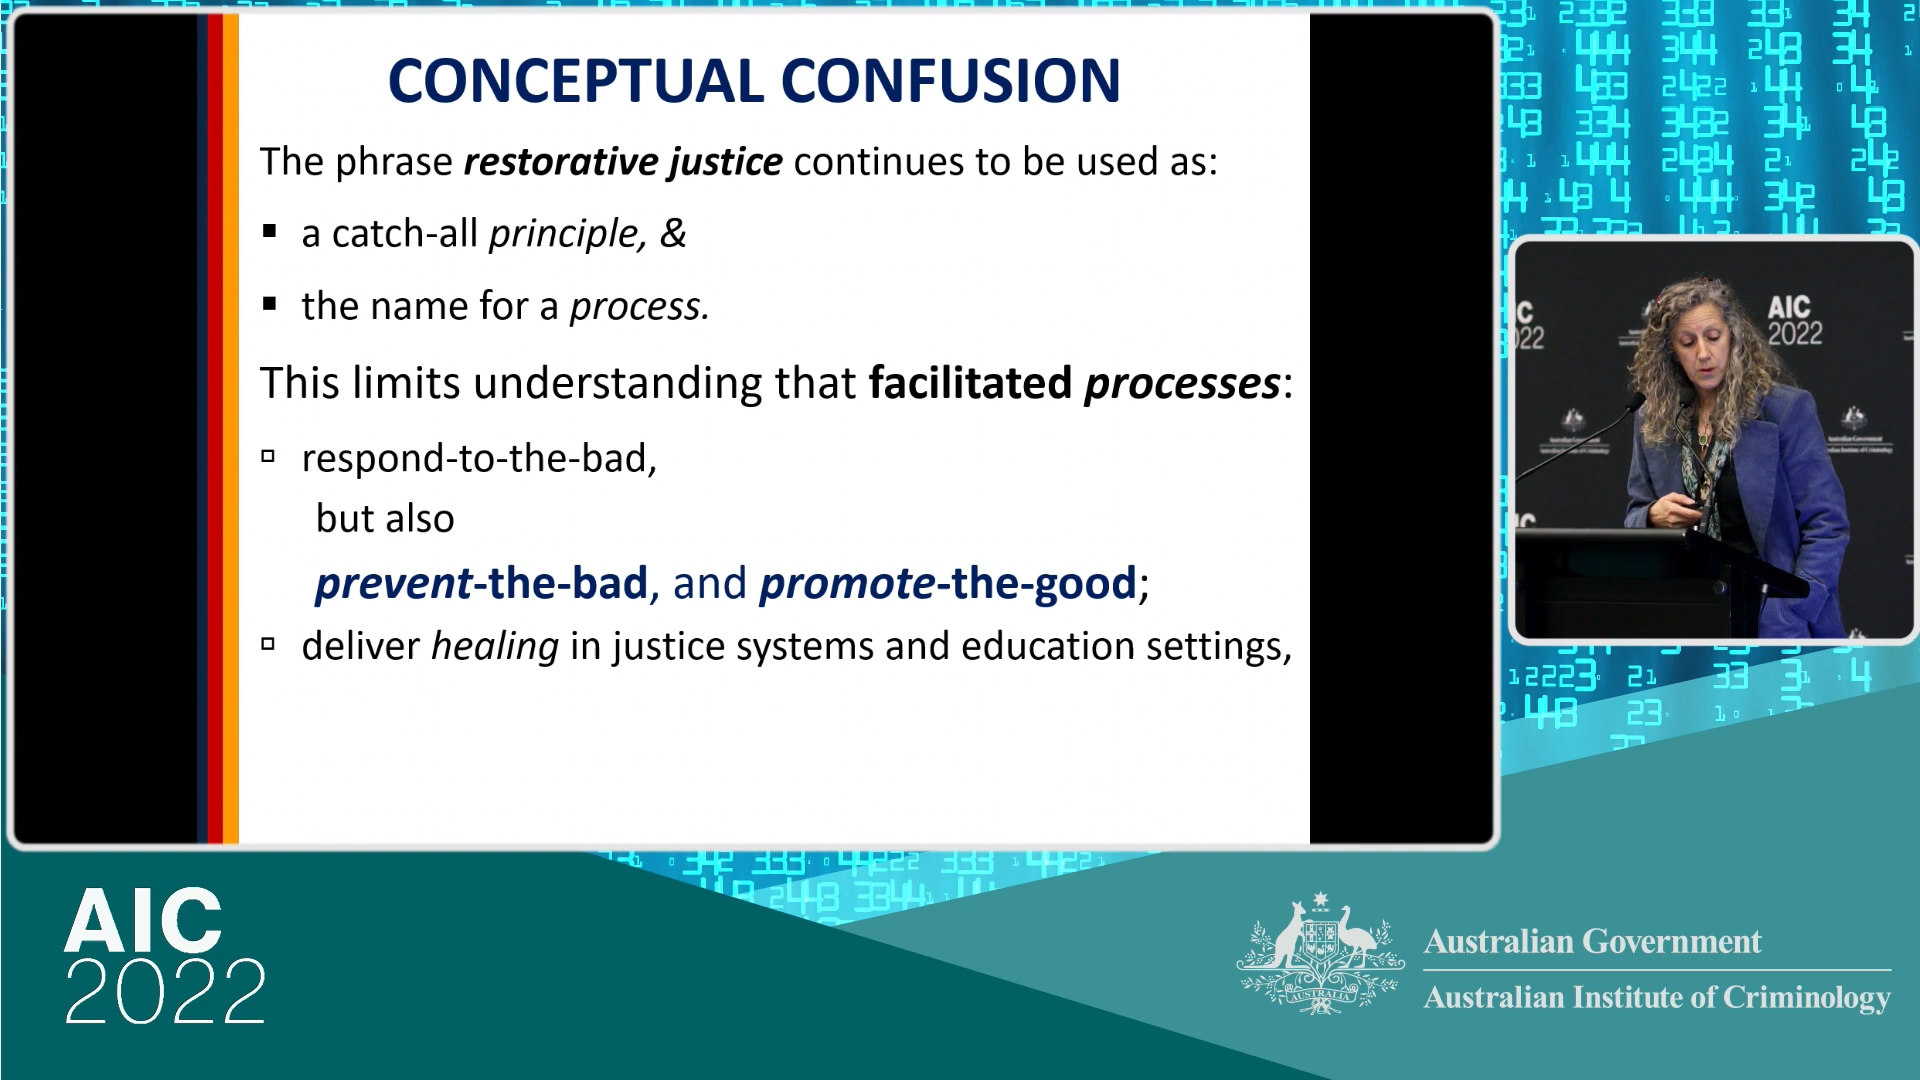 CONCEPTUAL CONFUSION
The phrase restorative justice continues to be used as:
▪ a catch-all principle, &
▪ the name for a process.
This limits understanding that facilitated processes:
▫ respond-to-the-bad,
but also
prevent-the-bad, and promote-the-good;
▫ deliver healing in justice systems and education settings,
AIC
2022
AIC
2022
Australian Government
Australian Institute of Criminology
AUSTRALIA